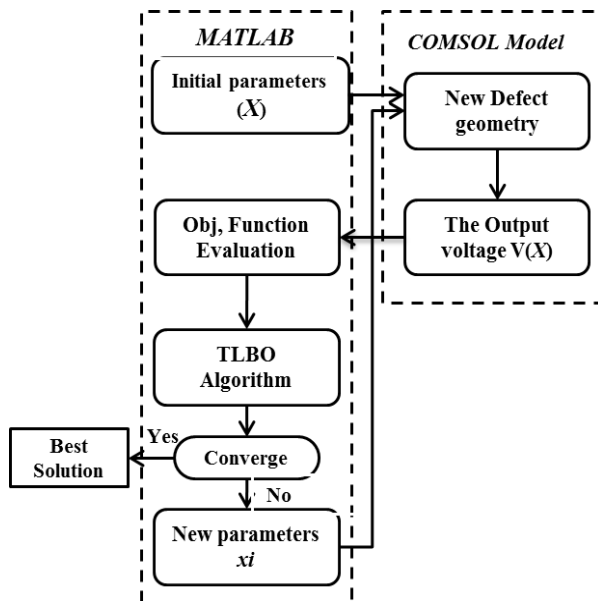 MATLAB
COMSOL Model
Initial parameters
(X)
New Defect
geometry
Obj, Function
Evaluation
The Output
voltage V(X)
TLBO
Algorithm
Best
Solution
Yes
Converge
No
New parameters
xi